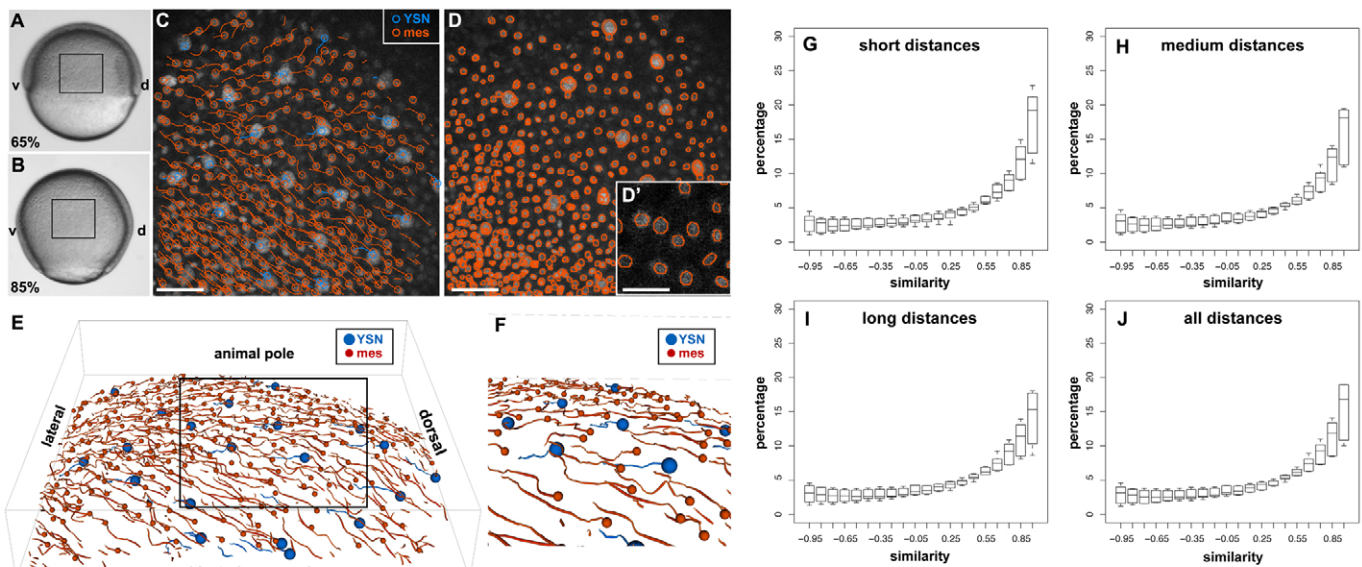 A
v
d
65%
B
v
d
85%
C
YSN
mes
D
D'
E
YSN
mes
animal pole
lateral
dorsal
F
YSN
mes
G
short distances
30
25
20
15
10
5
0
percentage
−0.95
−0.65
−0.35
−0.05
0.25
0.55
0.85
similarity
H
medium distances
30
25
20
15
10
5
0
percentage
−0.95
−0.65
−0.35
−0.05
0.25
0.55
0.85
similarity
I
long distances
30
25
20
15
10
5
0
percentage
−0.95
−0.65
−0.35
−0.05
0.25
0.55
0.85
similarity
J
all distances
30
25
20
15
10
5
0
percentage
−0.95
−0.65
−0.35
−0.05
0.25
0.55
0.85
similarity